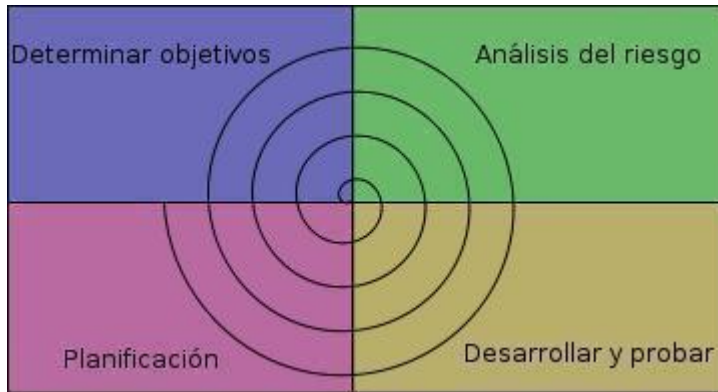 Determinar objetivos
Análisis del riesgo
Planificación
Desarrollar y probar